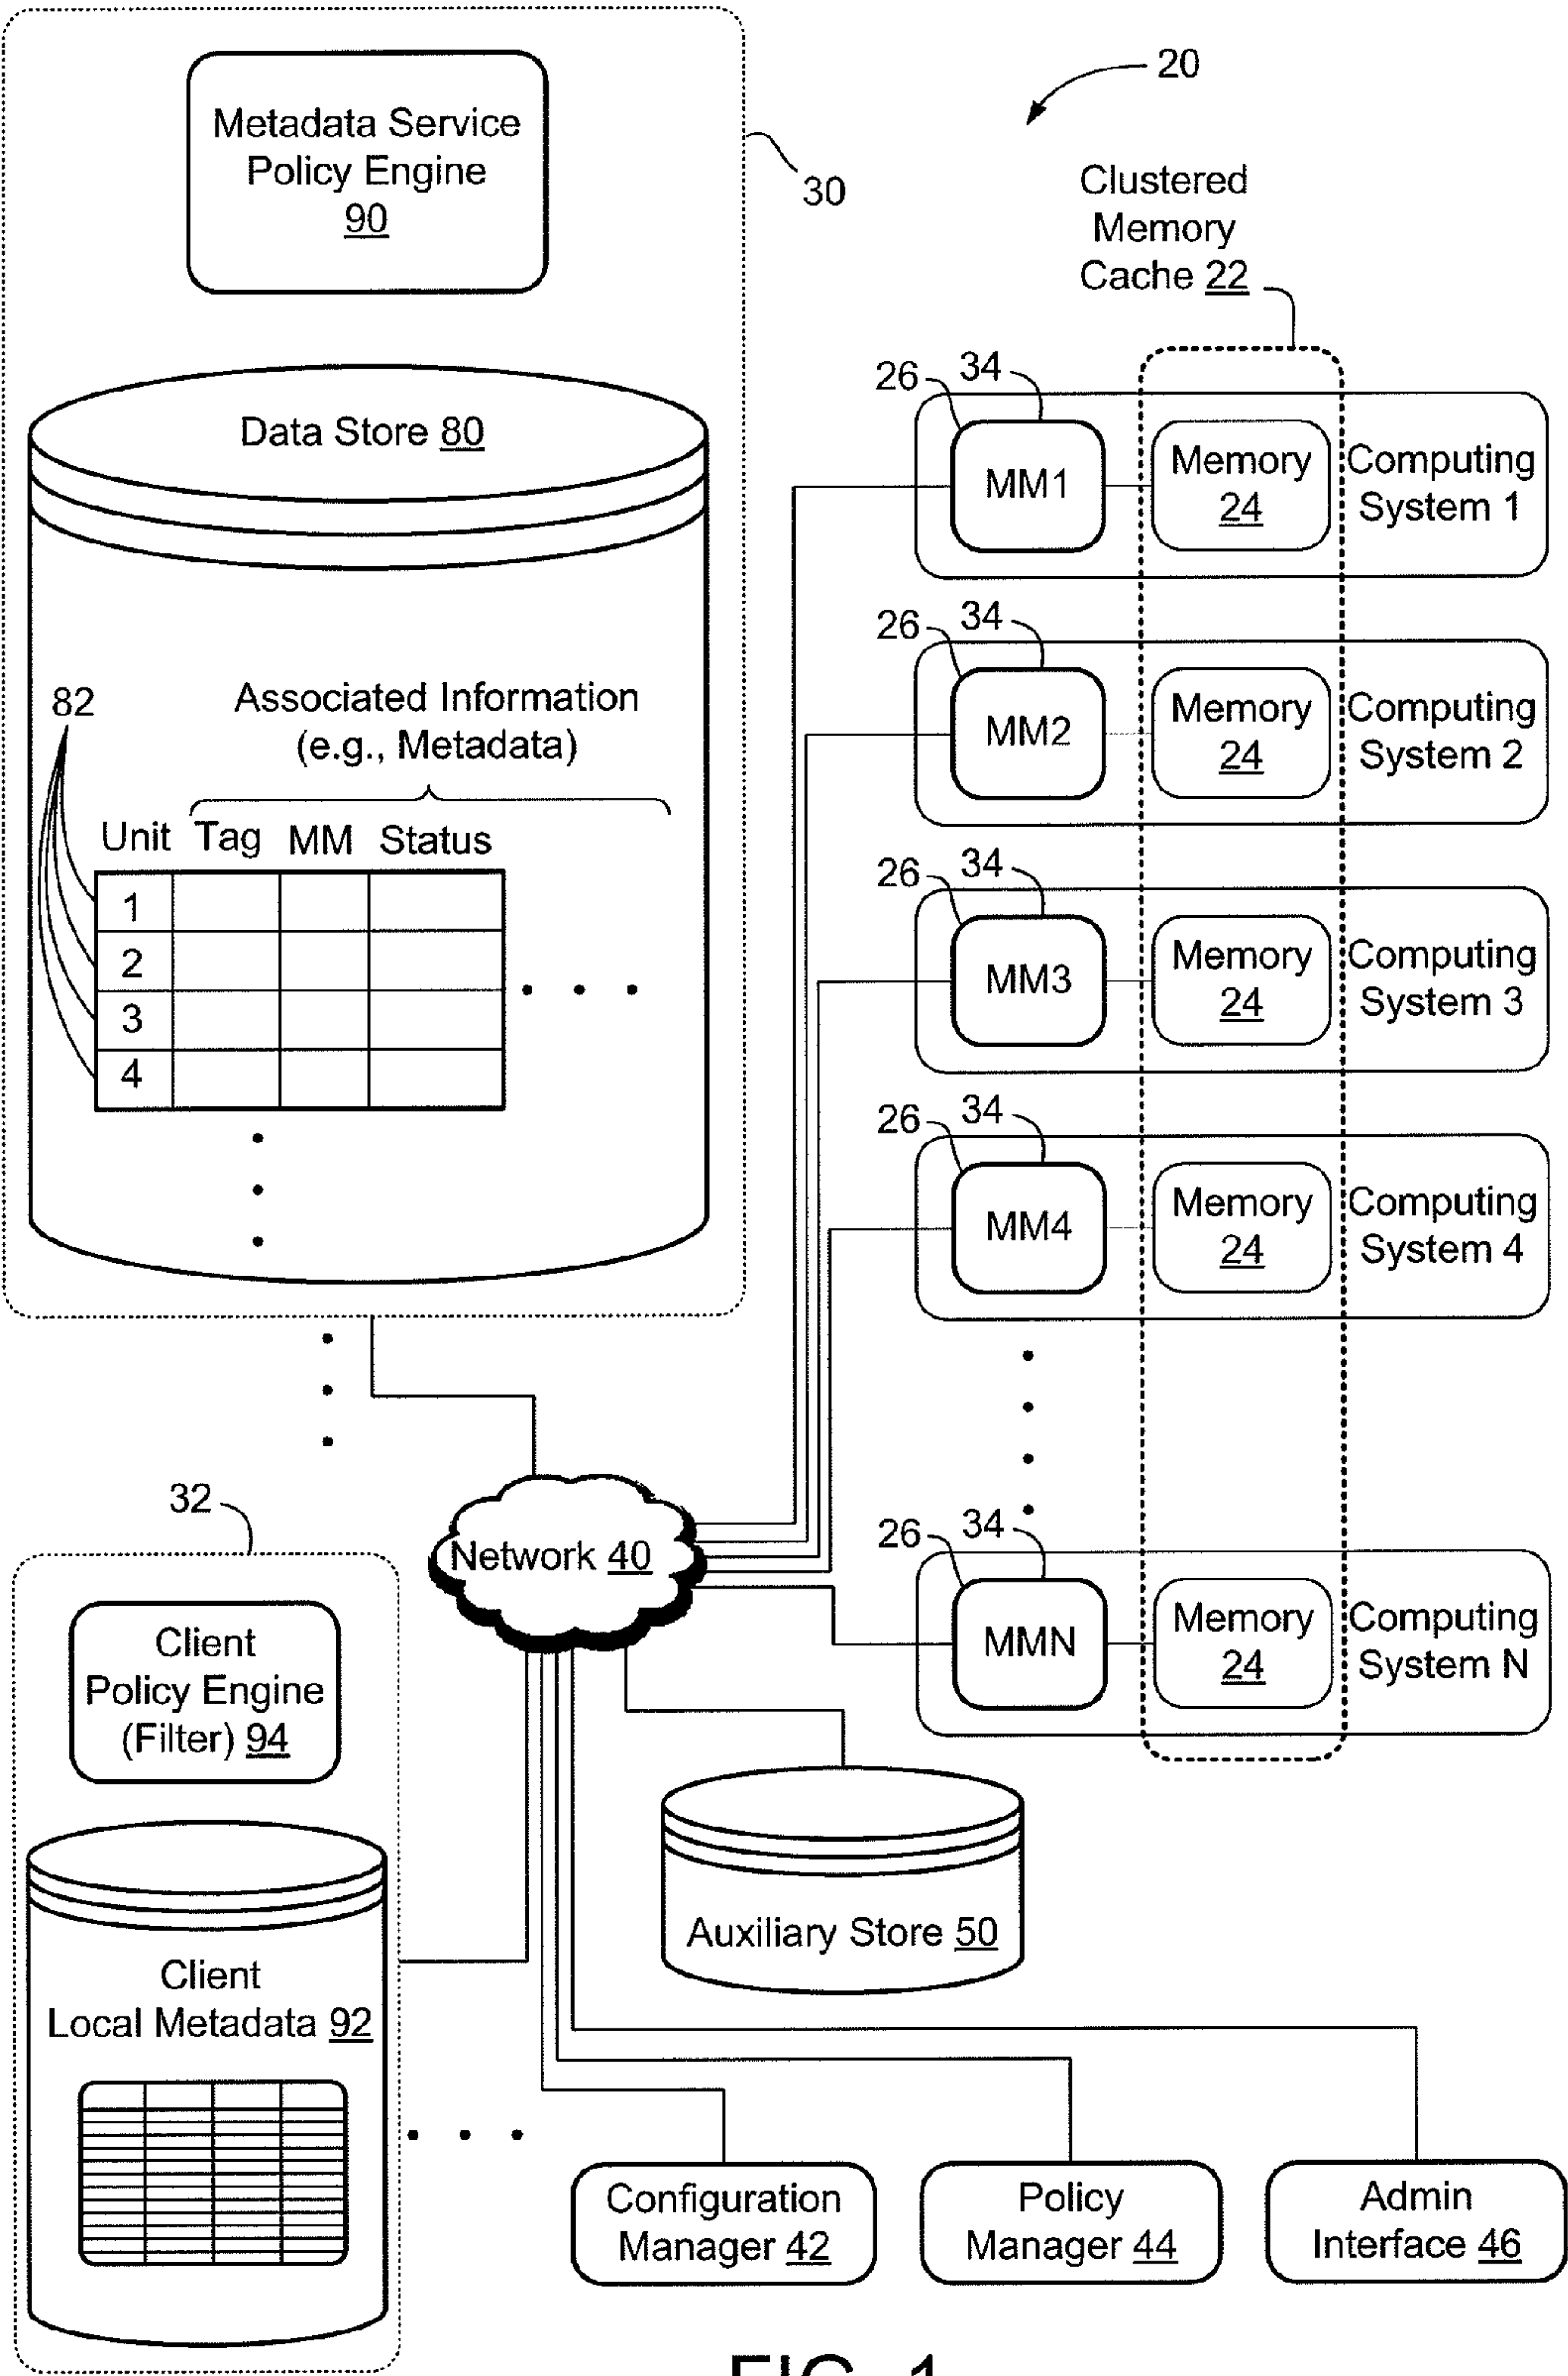 Metadata Service
Policy Engine
90
30
20
Clustered
Memory
Cache 22
Data Store 80
82
Associated Information
(e.g., Metadata)
Unit Tag MM Status
1
2
3
4
26 34
MM1
Memory
24
Computing
System 1
26 34
MM2
Memory
24
Computing
System 2
26 34
MM3
Memory
24
Computing
System 3
26 34
MM4
Memory
24
Computing
System 4
26 34
MMN
Memory
24
Computing
System N
Network 40
32
Client
Policy Engine
(Filter) 94
Client
Local Metadata 92
Auxiliary Store 50
Configuration
Manager 42
Policy
Manager 44
Admin
Interface 46
FIG. 1